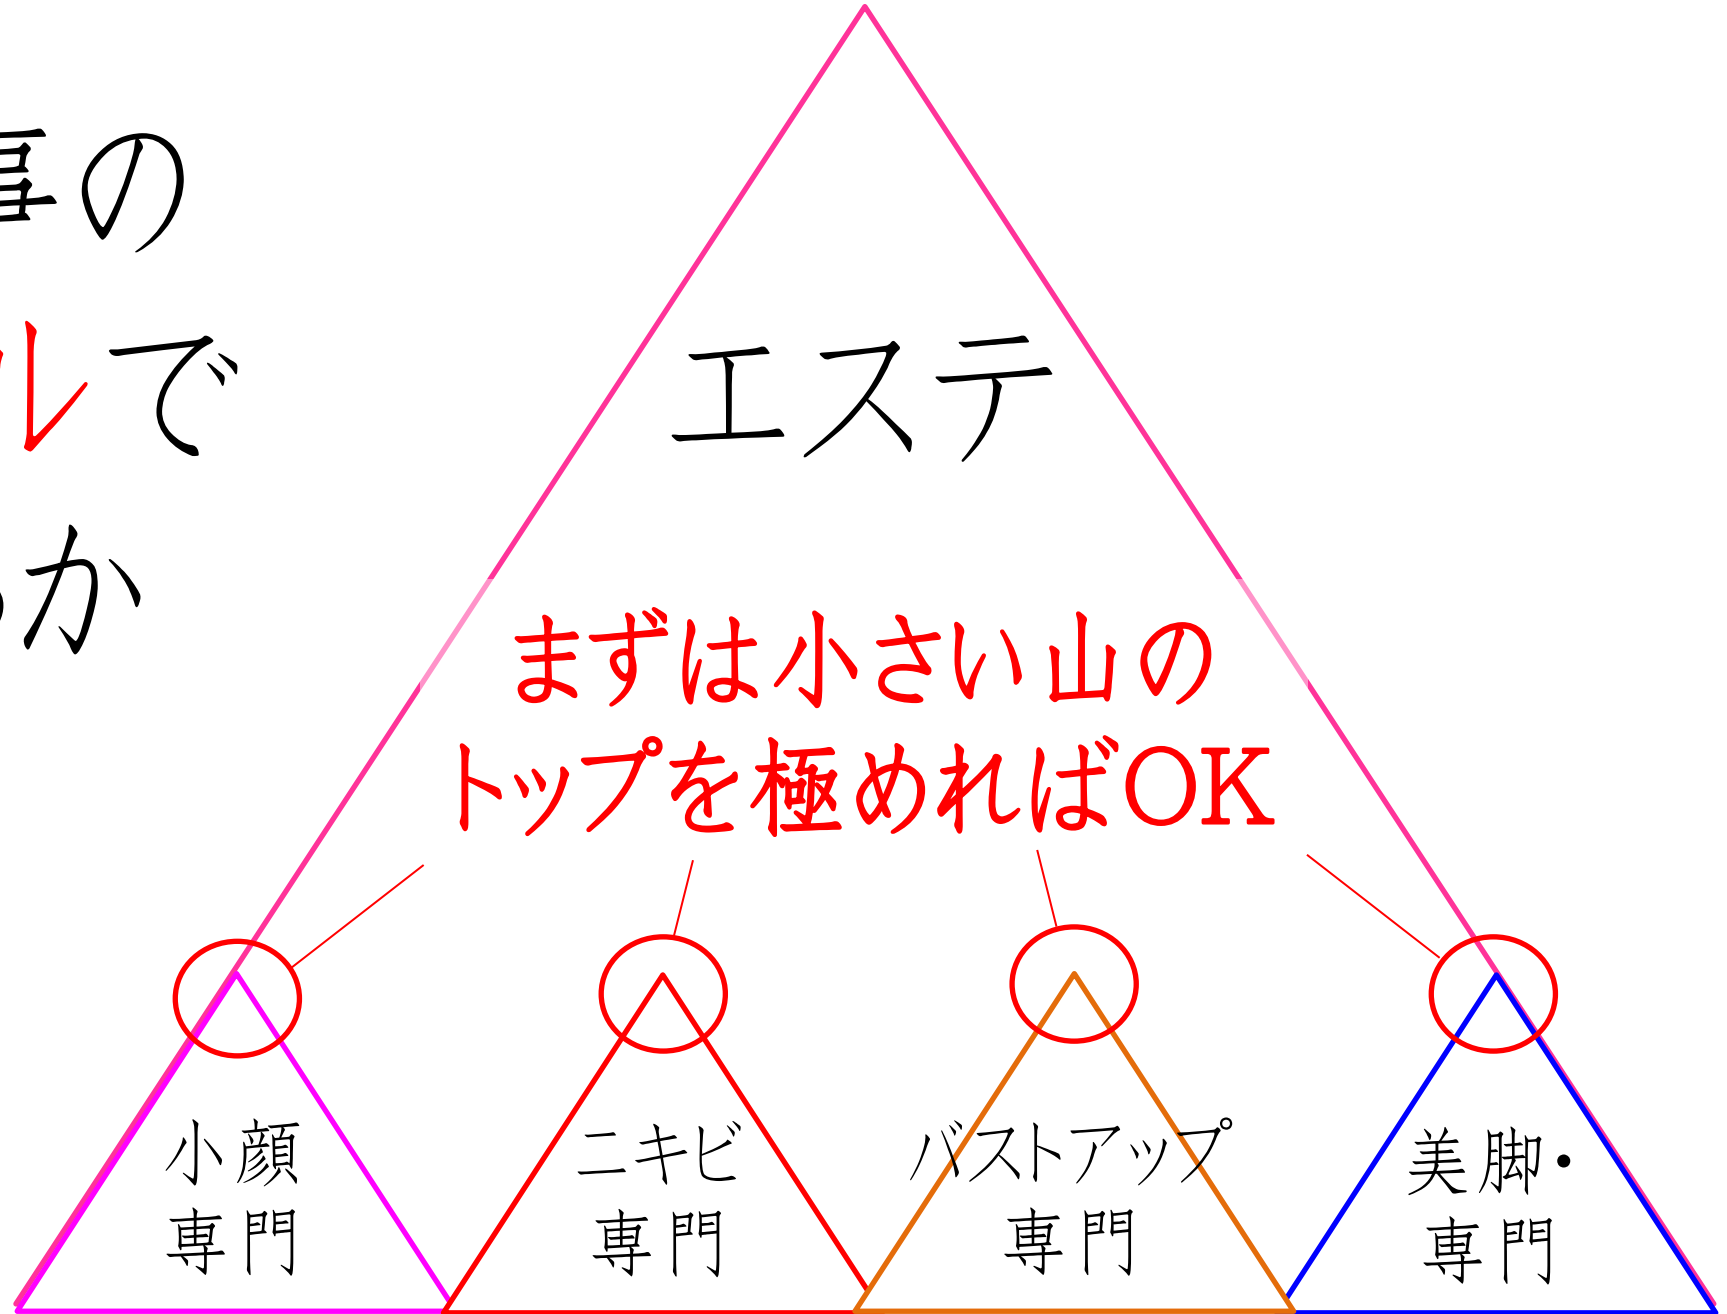 事の
ルで
か
エステ
まずは小さい山の
トップを極めればOK
小顔
専門
ニキビ
専門
バストアップ
専門
美脚・
専門